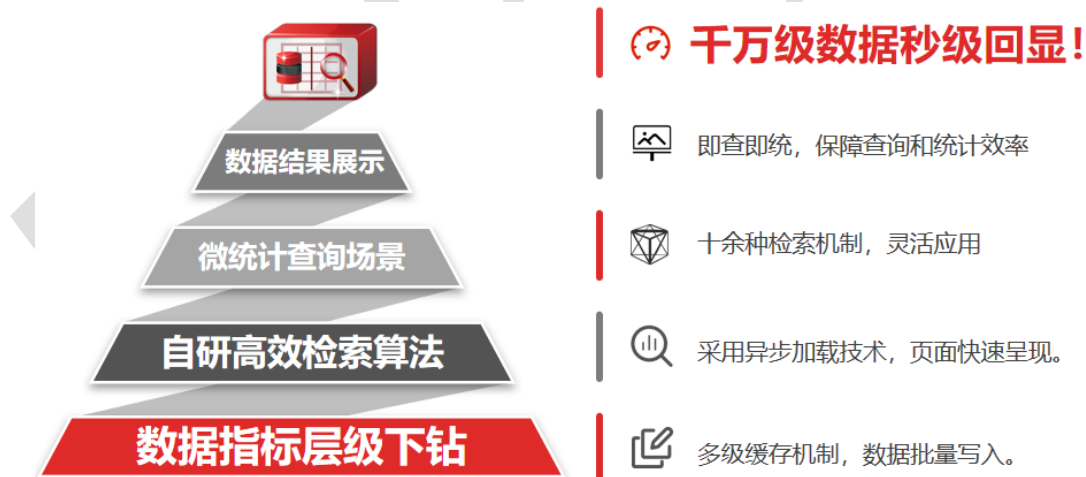 数据结果展示
微统计查询场景
自研高效检索算法
数据指标层级下钻
千万级数据秒级回显!
即查即统，保障查询和统计效率
十余种检索机制，灵活应用
采用异步加载技术，页面快速呈现。
多级缓存机制，数据批量写入。